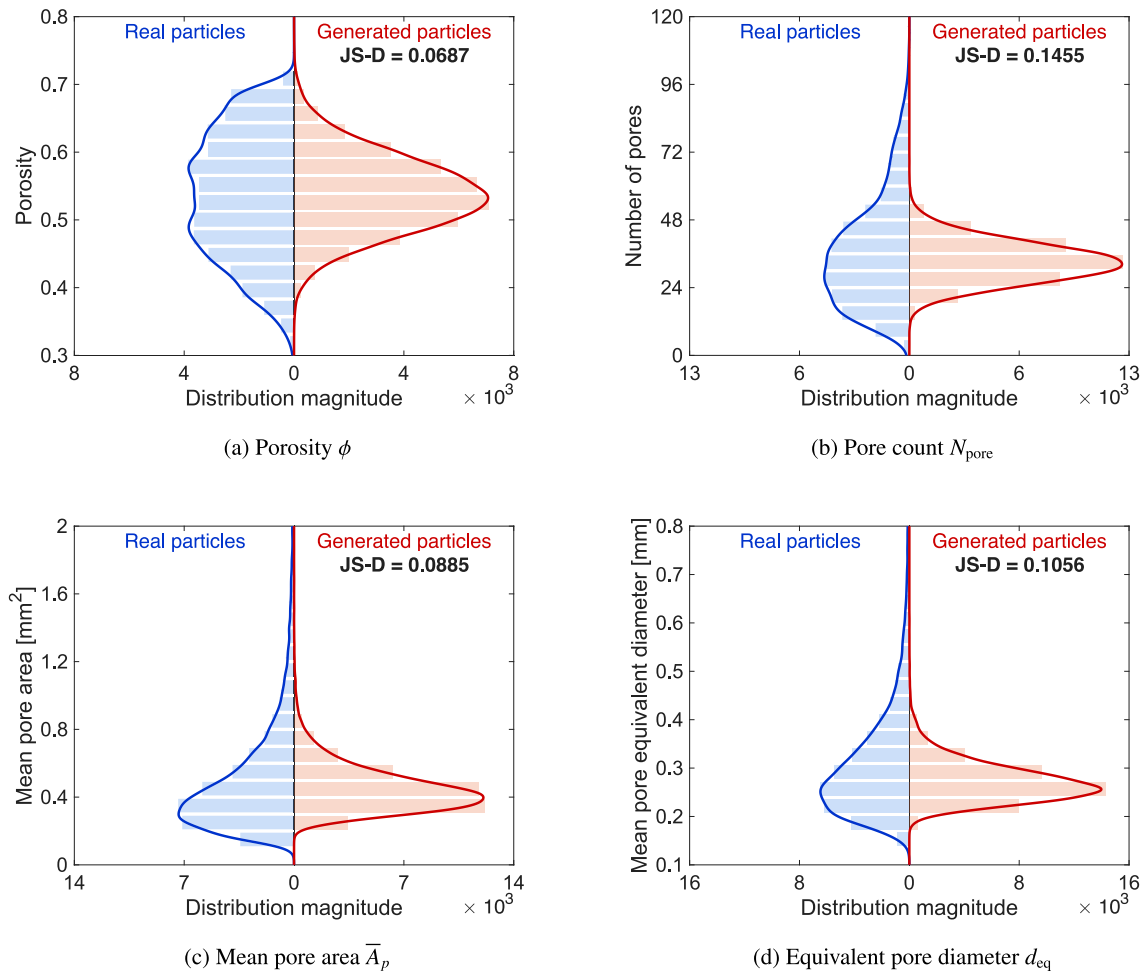 0.8
Real particles
Generated particles
JS-D = 0.0687
0.7
0.6
0.5
0.4
0.3
Porosity
8 4 0 4 8
Distribution magnitude × 10³
(a) Porosity ϕ
120
Real particles
Generated particles
JS-D = 0.1455
96
72
48
24
0
Number of pores
13 6 0 6 13
Distribution magnitude × 10³
(b) Pore count N_pore
2
Real particles
Generated particles
JS-D = 0.0885
1.6
1.2
0.8
0.4
0
Mean pore area [mm²]
14 7 0 7 14
Distribution magnitude × 10³
(c) Mean pore area A̅_p
0.8
Real particles
Generated particles
JS-D = 0.1056
0.7
0.6
0.5
0.4
0.3
0.2
0.1
Mean pore equivalent diameter [mm]
16 8 0 8 16
Distribution magnitude × 10³
(d) Equivalent pore diameter d_eq